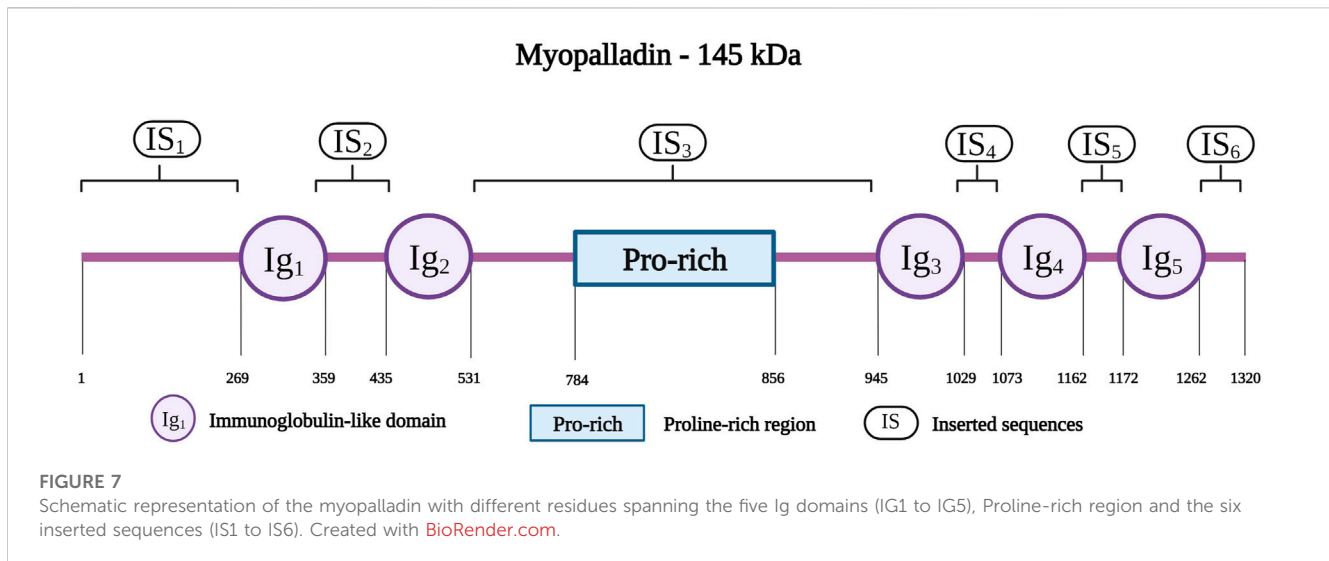 Myopalladin - 145 kDa
IS₁ IS₂ IS₃ IS₄ IS₅ IS₆
Ig₁ Ig₂ Pro-rich Ig₃ Ig₄ Ig₅
1 269 359 435 531 784 856 945 1029 1073 1162 1172 1262 1320
Ig₁ Immunoglobulin-like domain Pro-rich Proline-rich region IS Inserted sequences
FIGURE 7
Schematic representation of the myopalladin with different residues spanning the five Ig domains (IG1 to IG5), Proline-rich region and the six
inserted sequences (IS1 to IS6). Created with BioRender.com.